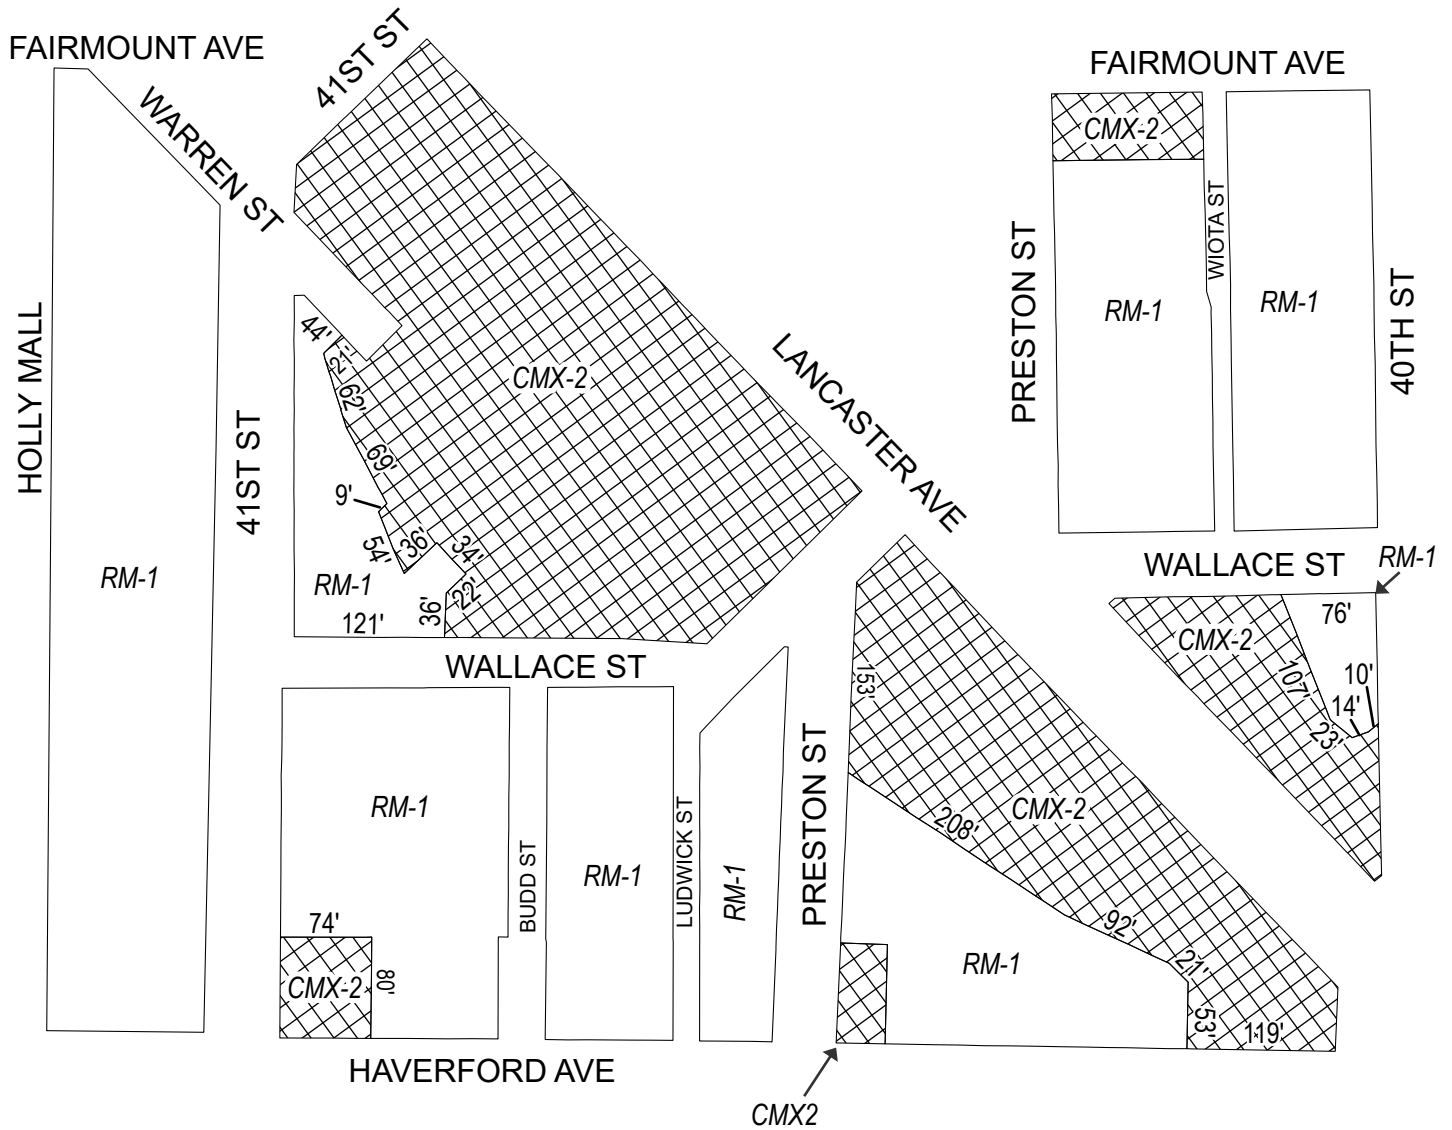 FAIRMOUNT AVE
41ST ST
WARREN ST
FAIRMOUNT AVE
CMX-2
WIOTA ST
PRESTON ST
RM-1
RM-1
40TH ST
HOLLY MALL
RM-1
41ST ST
44'
21'
62'
69'
9'
54'
36'
34'
22'
36'
121'
RM-1
CMX-2
LANCASTER AVE
WALLACE ST
RM-1
76'
CMX-2
107'
10'
14'
23'
WALLACE ST
RM-1
74'
CMX-2
80'
BUDD ST
RM-1
LUDWICK ST
RM-1
PRESTON ST
153'
CMX-2
208'
92'
21'
53'
119'
RM-1
HAVERFORD AVE
CMX2